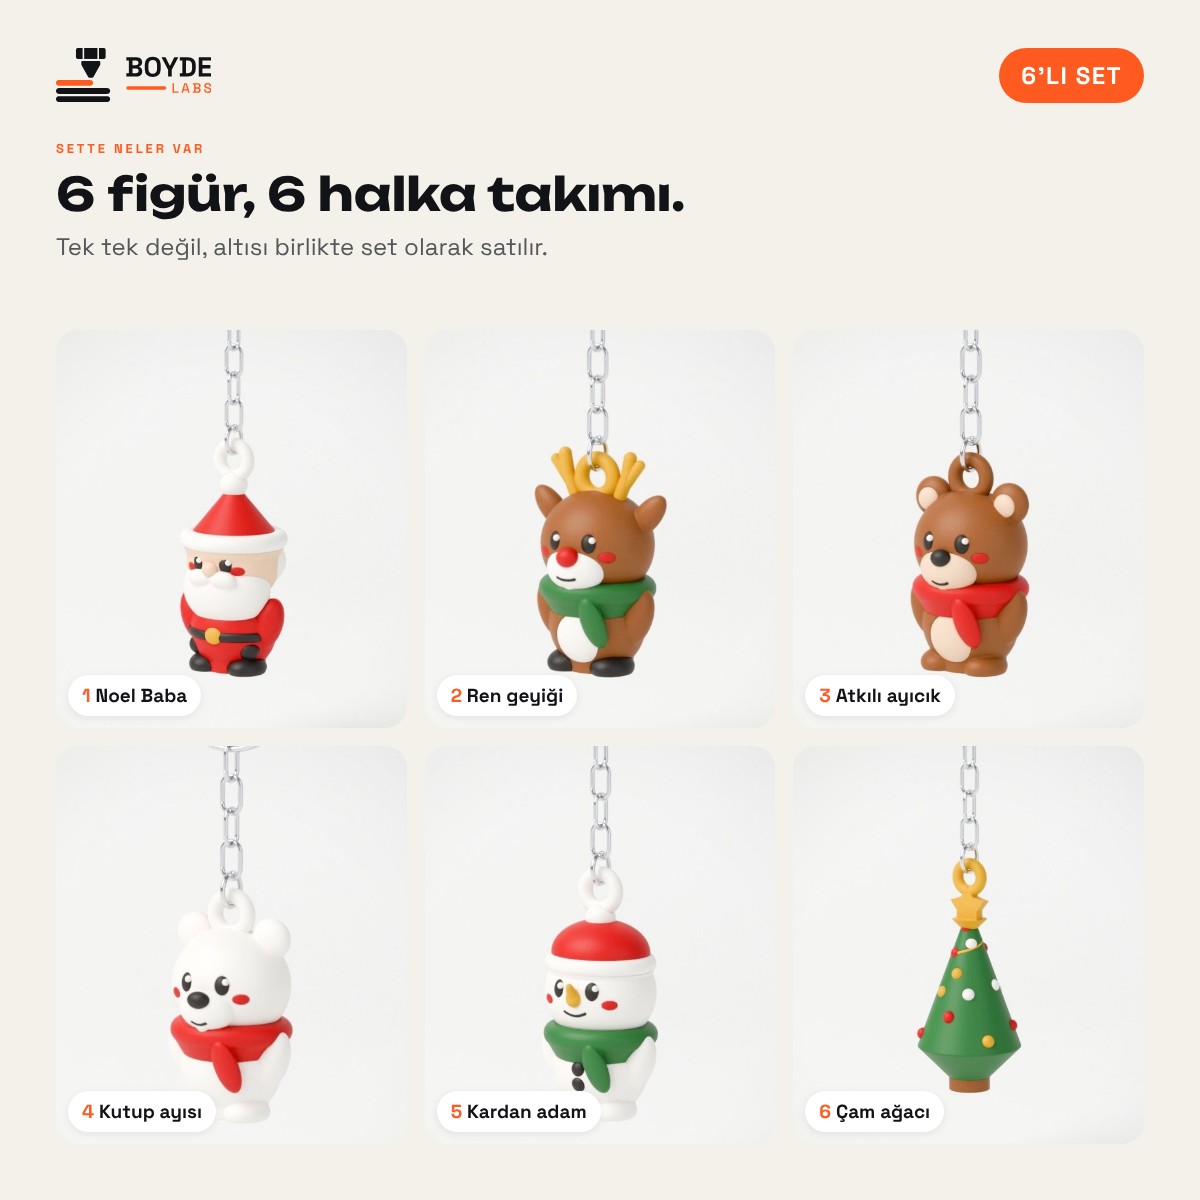 BOYDE
LABS
6'LI SET
SETTE NELER VAR
6 figür, 6 halka takımı.
Tek tek değil, altısı birlikte set olarak satılır.
1 Noel Baba
2 Ren geyiği
3 Atkılı ayıcık
4 Kutup ayısı
5 Kardan adam
6 Çam ağacı